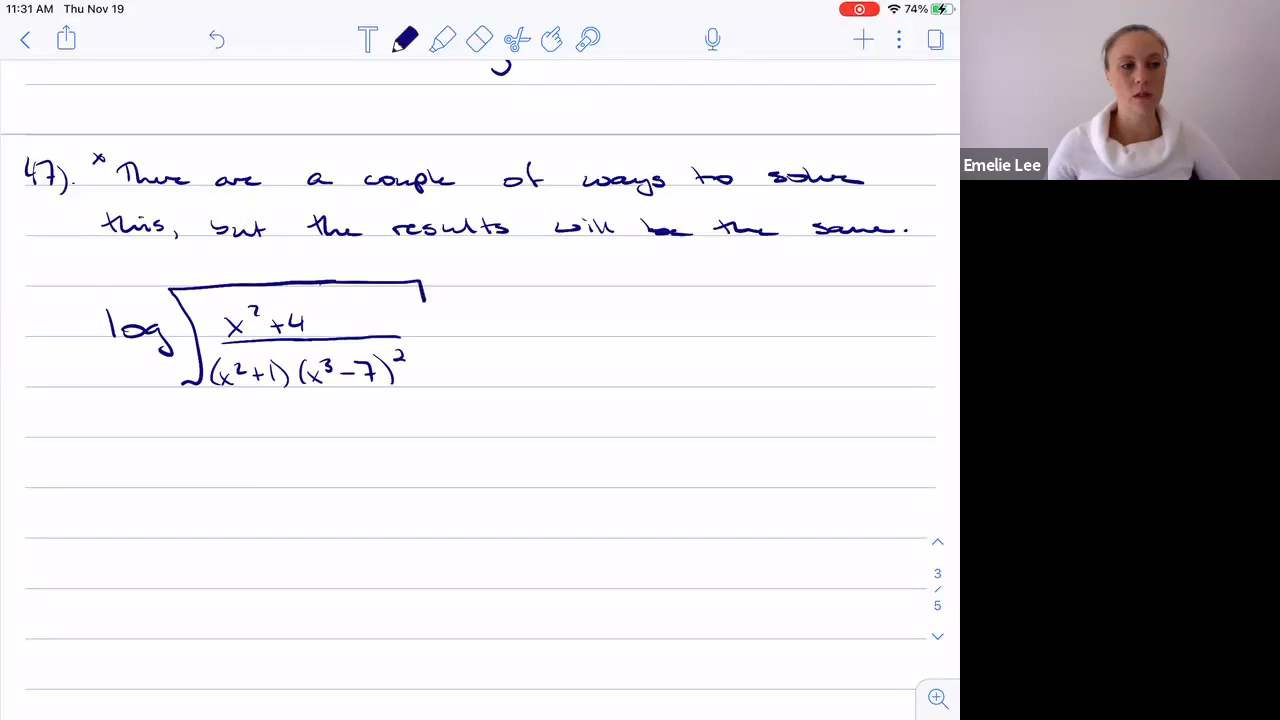 11:31 AM Thu Nov 19
74%
Emelie Lee
47). * There are a couple of ways to solve
this, but the results will be the same.
log √((x² + 4) / ((x² + 1)(x³ − 7)²))
3
/
5